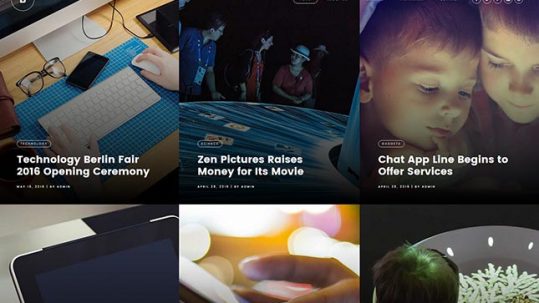 TECHNOLOGY
Technology Berlin Fair
2016 Opening Ceremony
MAY 18, 2016 | BY ADMIN
SCIENCE
Zen Pictures Raises
Money for Its Movie
APRIL 28, 2016 | BY ADMIN
GADGETS
Chat App Line Begins to
Offer Services
APRIL 28, 2016 | BY ADMIN